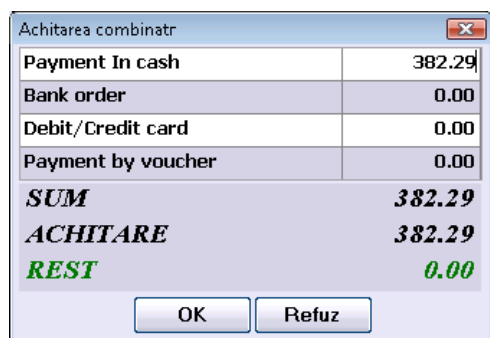 Achitarea combinatr
Payment In cash 382.29
Bank order 0.00
Debit/Credit card 0.00
Payment by voucher 0.00
SUM 382.29
ACHITARE 382.29
REST 0.00
OK Refuz